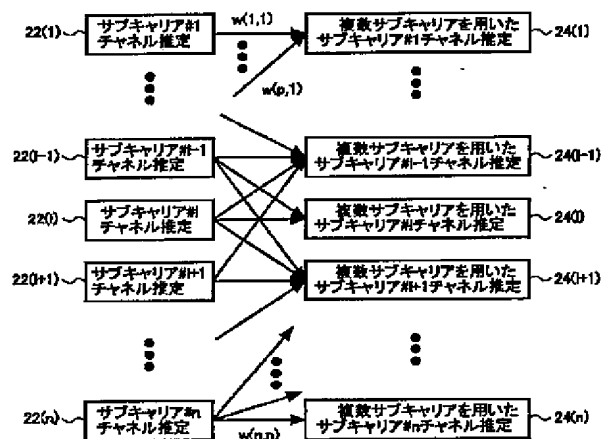 22(1)
サブキャリア#1
チャネル推定
w(1,1)
w(p,1)
複数サブキャリアを用いた
サブキャリア#1チャネル推定
24(1)
22(i-1)
サブキャリア#i-1
チャネル推定
複数サブキャリアを用いた
サブキャリア#i-1チャネル推定
24(i-1)
22(i)
サブキャリア#i
チャネル推定
複数サブキャリアを用いた
サブキャリア#iチャネル推定
24(i)
22(i+1)
サブキャリア#i+1
チャネル推定
複数サブキャリアを用いた
サブキャリア#i+1チャネル推定
24(i+1)
22(n)
サブキャリア#n
チャネル推定
w(n,n)
複数サブキャリアを用いた
サブキャリア#nチャネル推定
24(n)